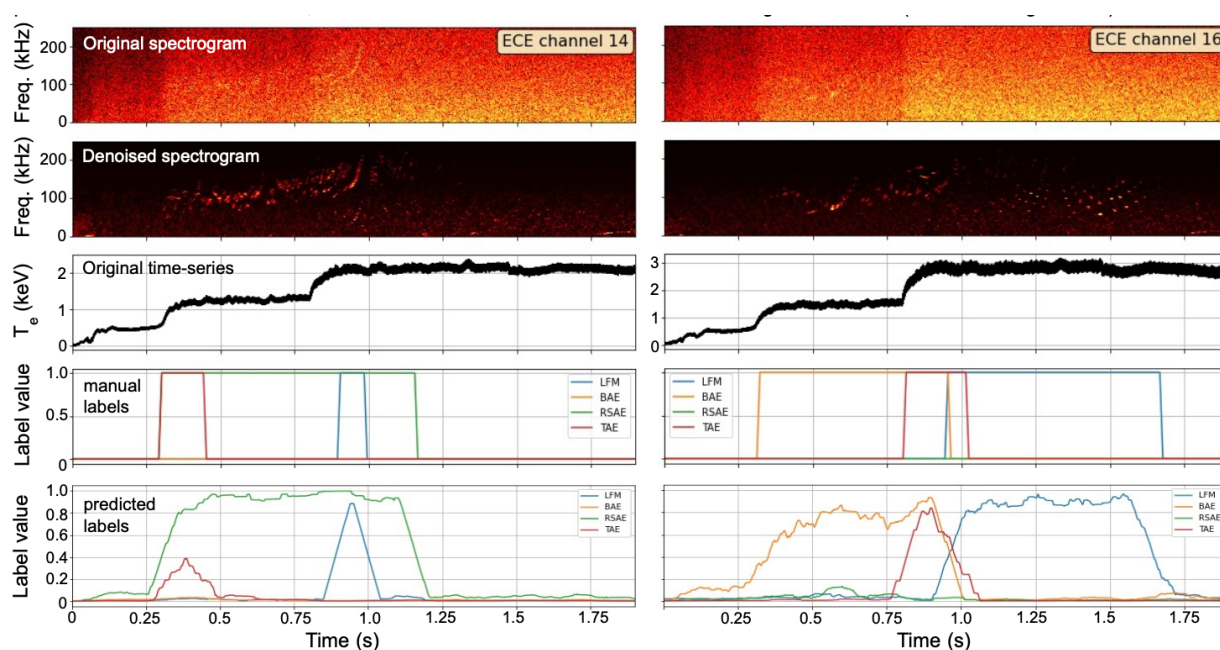 Original spectrogram
ECE channel 14
Freq. (kHz)
200
100
0
ECE channel 16
Denoised spectrogram
Freq. (kHz)
200
100
0
Original time-series
T_e (keV)
2
1
0
3
2
1
0
manual
labels
Label value
1.0
0.5
0
LFM
BAE
RSAE
TAE
LFM
BAE
RSAE
TAE
predicted
labels
Label value
1.0
0.8
0.6
0.4
0.2
0
LFM
BAE
RSAE
TAE
LFM
BAE
RSAE
TAE
0 0.25 0.5 0.75 1.0 1.25 1.5 1.75
Time (s)
0.25 0.5 0.75 1.0 1.25 1.5 1.75
Time (s)